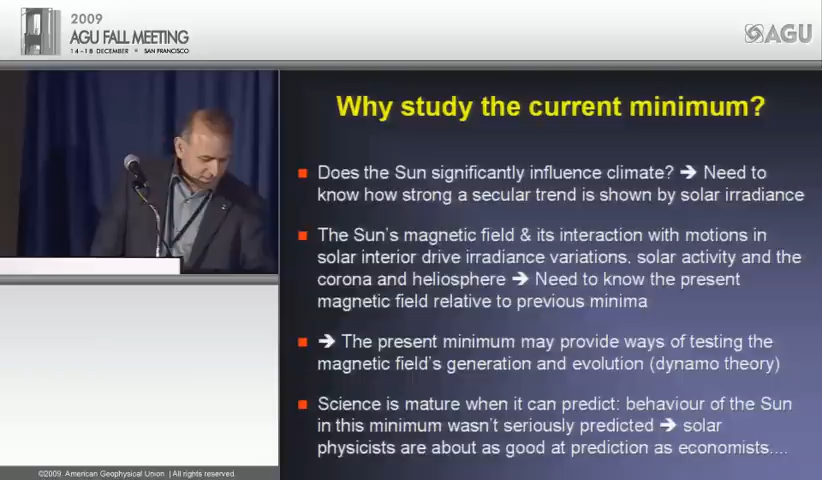 2009
AGU FALL MEETING
14-18 DECEMBER • SAN FRANCISCO
AGU
Why study the current minimum?
Does the Sun significantly influence climate? ➔ Need to
know how strong a secular trend is shown by solar irradiance
The Sun's magnetic field & its interaction with motions in
solar interior drive irradiance variations, solar activity and the
corona and heliosphere ➔ Need to know the present
magnetic field relative to previous minima
➔ The present minimum may provide ways of testing the
magnetic field's generation and evolution (dynamo theory)
Science is mature when it can predict: behaviour of the Sun
in this minimum wasn't seriously predicted ➔ solar
physicists are about as good at prediction as economists....
©2009. American Geophysical Union. | All rights reserved.